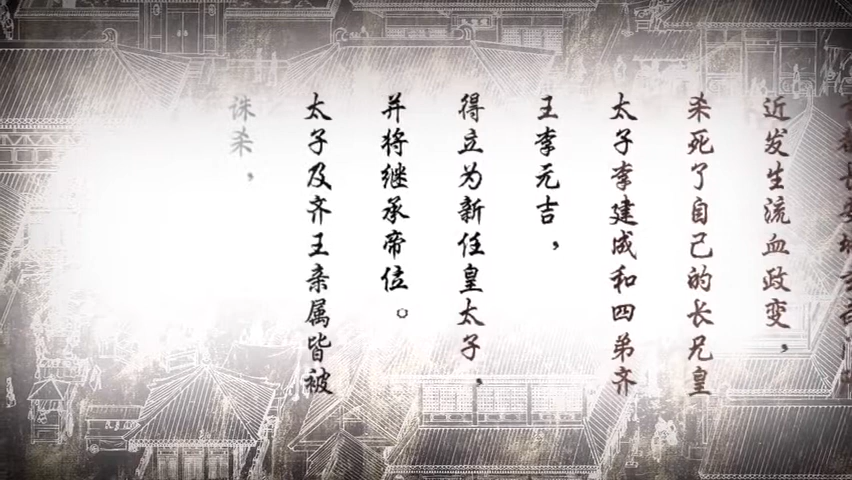 近发生流血政变，
杀死了自己的长兄皇
太子李建成和四弟齐
王李元吉，
得立为新任皇太子，
并将继承帝位。
太子及齐王亲属皆被
诛杀，